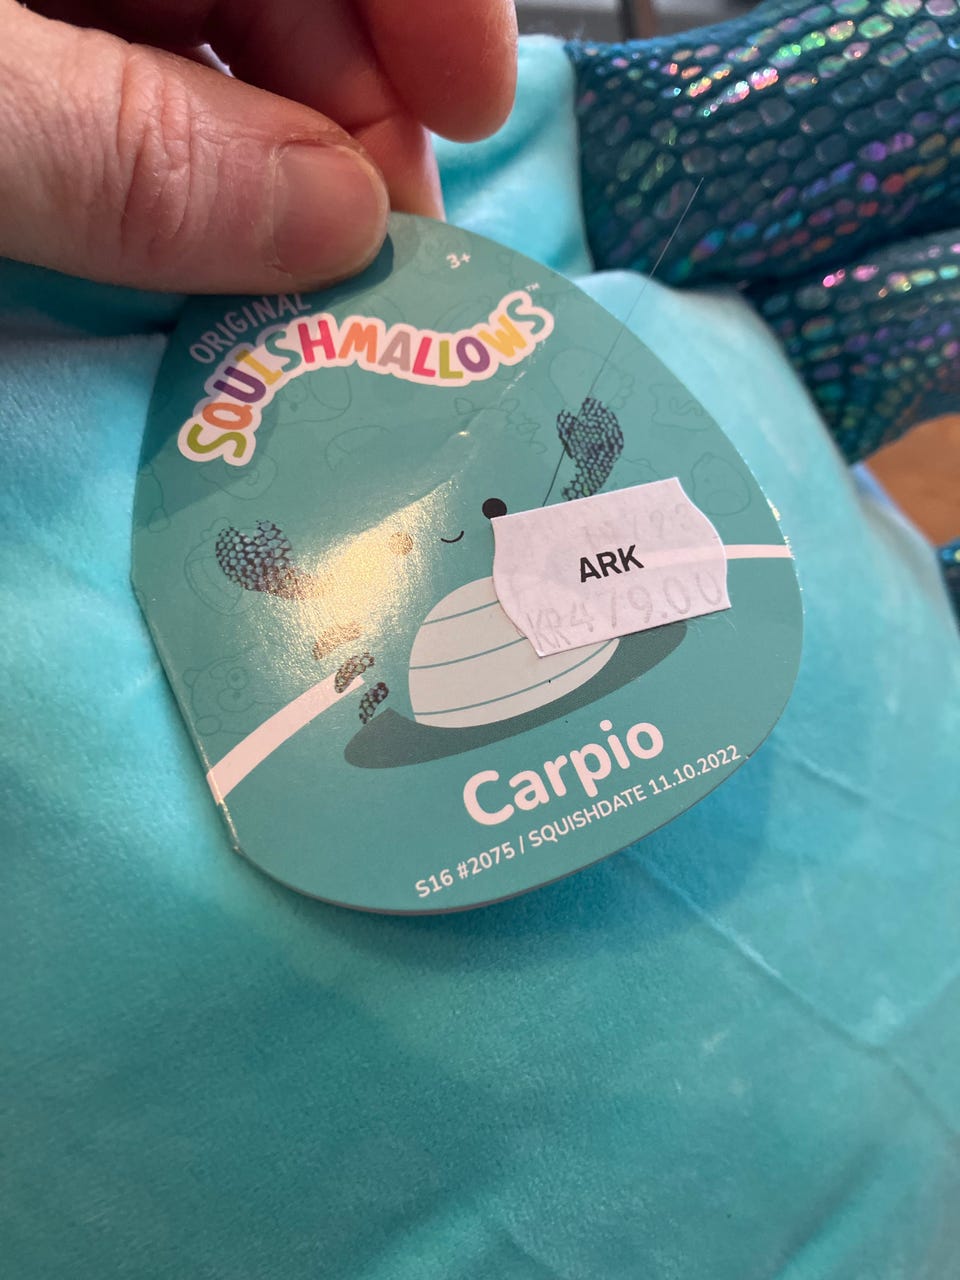 3+
ORIGINAL
SQUISHMALLOWS™
ARK
KR479.00
Carpio
S16 #2075 / SQUISHDATE 11.10.2022